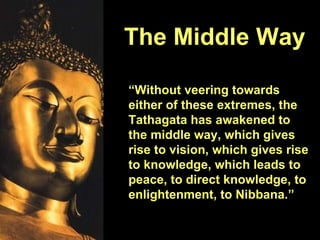 The Middle Way
“Without veering towards
either of these extremes, the
Tathagata has awakened to
the middle way, which gives
rise to vision, which gives rise
to knowledge, which leads to
peace, to direct knowledge, to
enlightenment, to Nibbana.”